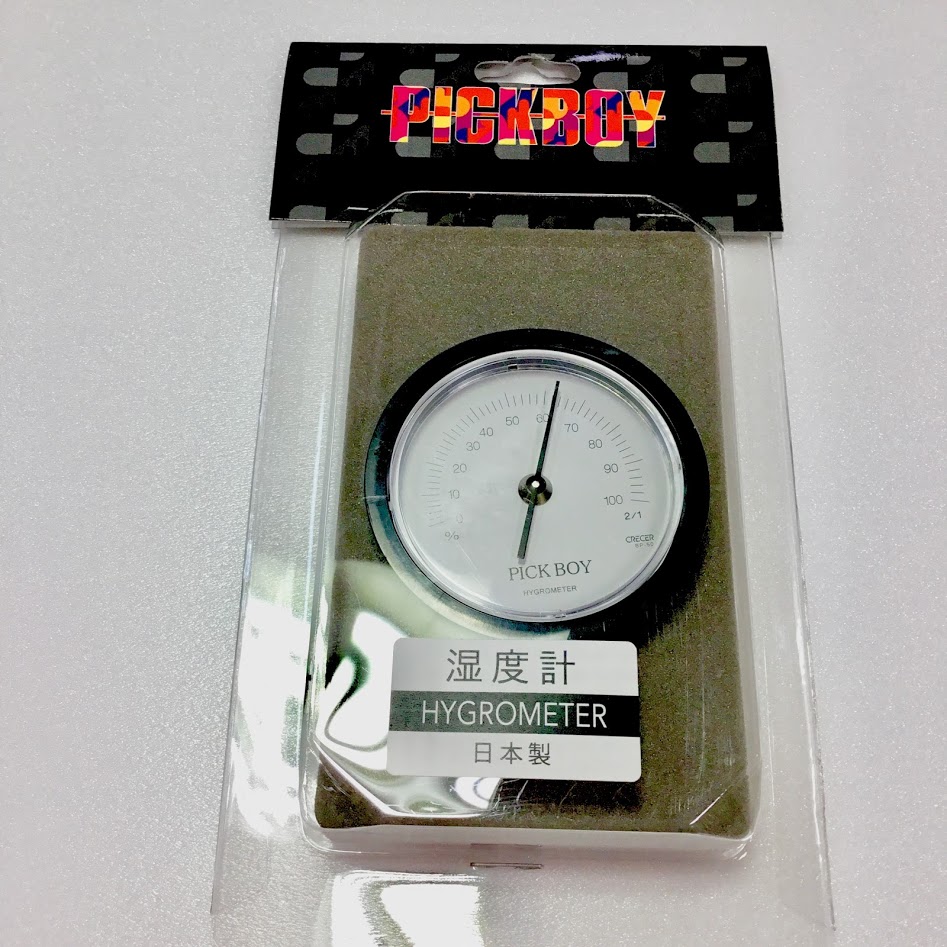 PICKBOY
0
10
20
30
40
50
60
70
80
90
100
%
2/1
CRECER
PICK BOY
HYGROMETER
湿度計
HYGROMETER
日本製